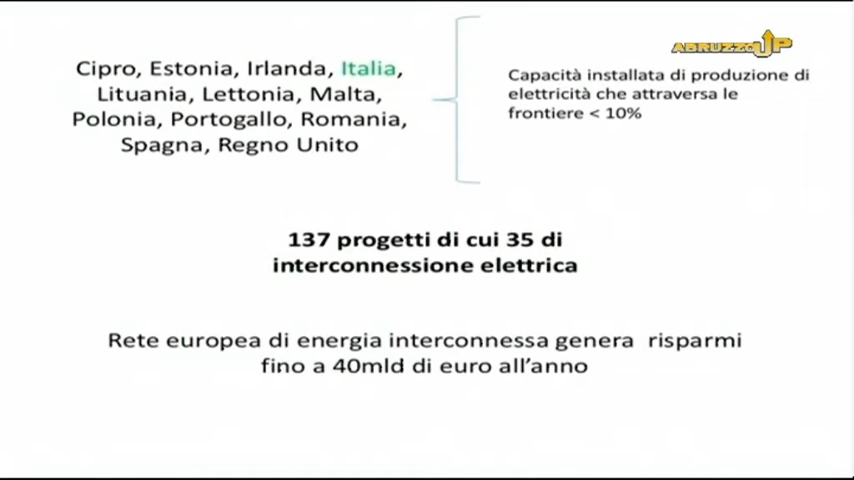 ABRUZZOUP
Cipro, Estonia, Irlanda, Italia,
Lituania, Lettonia, Malta,
Polonia, Portogallo, Romania,
Spagna, Regno Unito
Capacità installata di produzione di
elettricità che attraversa le
frontiere < 10%
137 progetti di cui 35 di
interconnessione elettrica
Rete europea di energia interconnessa genera risparmi
fino a 40mld di euro all'anno